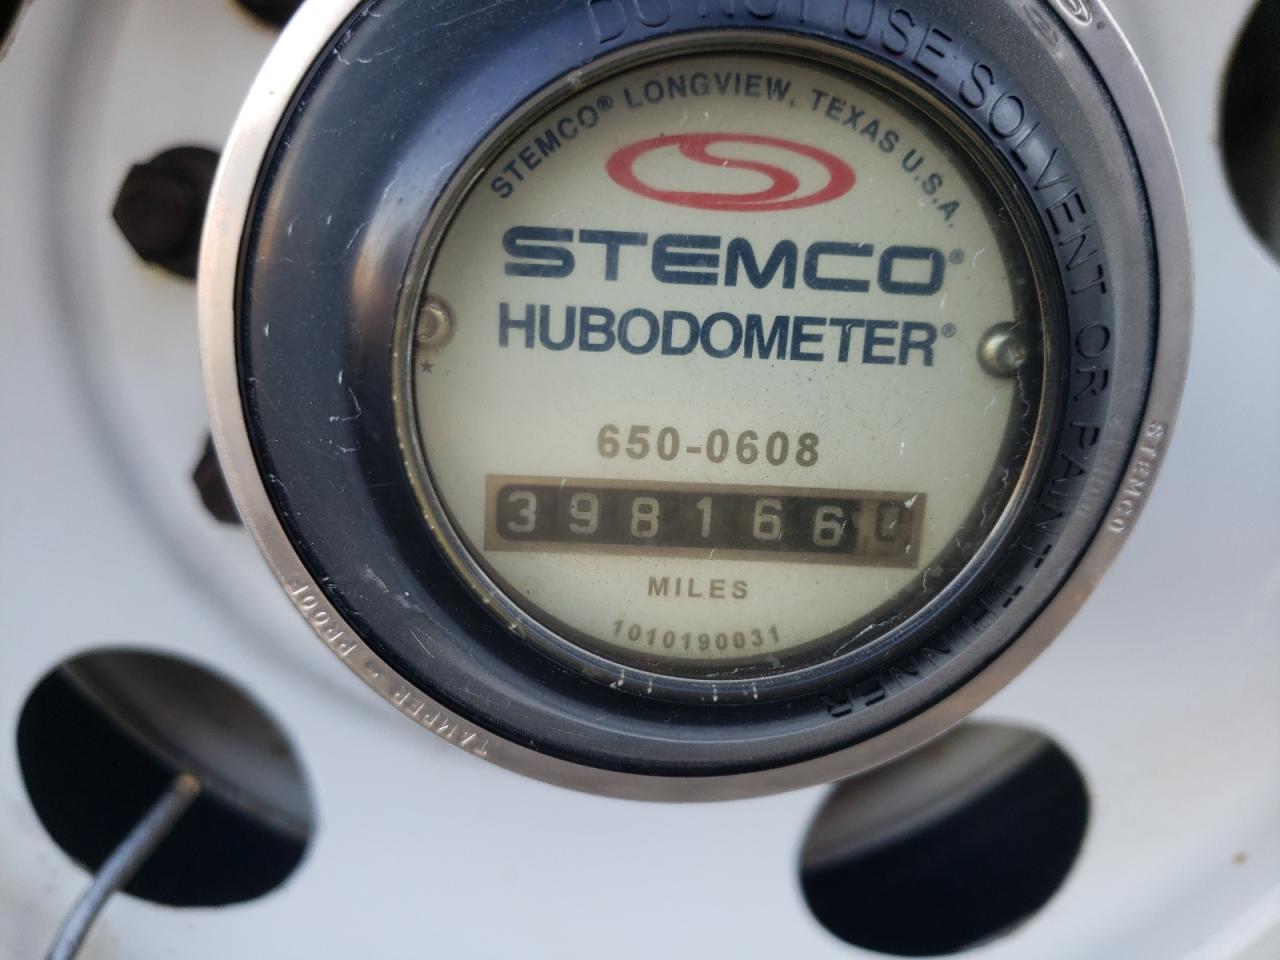 DO NOT USE SOLVENT OR PAINT THINNER
STEMCO® LONGVIEW, TEXAS U.S.A.
STEMCO®
HUBODOMETER®
650-0608
398166
MILES
1010190031
STEMCO
TAMPER - PROOF